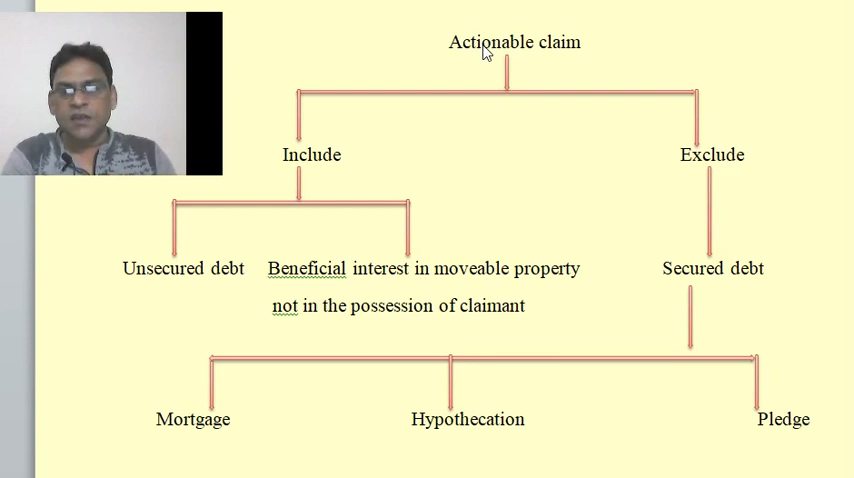 Actionable claim
Include
Exclude
Unsecured debt
Beneficial interest in moveable property
not in the possession of claimant
Secured debt
Mortgage
Hypothecation
Pledge